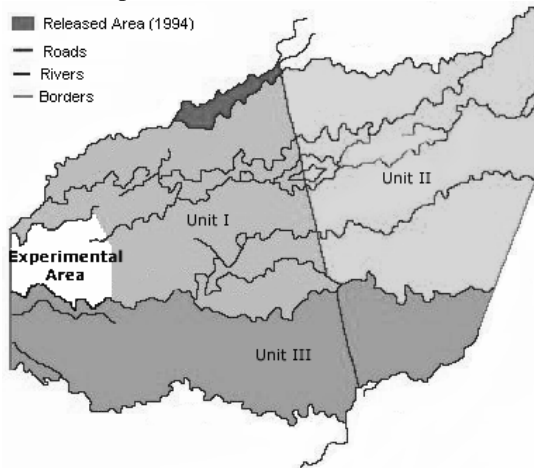 Released Area (1994)
Roads
Rivers
Borders
Unit II
Unit I
Experimental
Area
Unit III